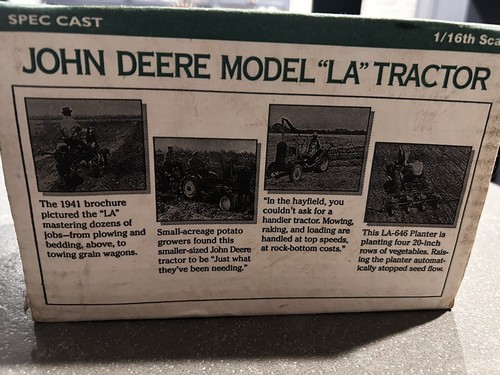 SPEC CAST
1/16th Sca
JOHN DEERE MODEL "LA" TRACTOR
The 1941 brochure
pictured the "LA"
mastering dozens of
jobs—from plowing and
bedding, above, to
towing grain wagons.
Small-acreage potato
growers found this
smaller-sized John Deere
tractor to be "Just what
they've been needing."
"In the hayfield, you
couldn't ask for a
handier tractor. Mowing,
raking, and loading are
handled at top speeds,
at rock-bottom costs."
This LA-646 Planter is
planting four 20-inch
rows of vegetables. Rais-
ing the planter automat-
ically stopped seed flow.